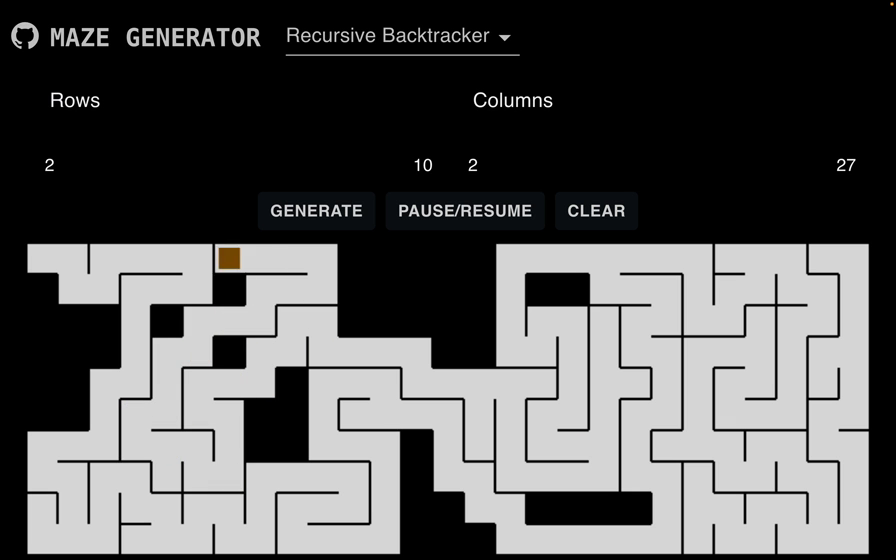 MAZE GENERATOR
Recursive Backtracker
Rows
Columns
2
10
2
27
GENERATE
PAUSE/RESUME
CLEAR